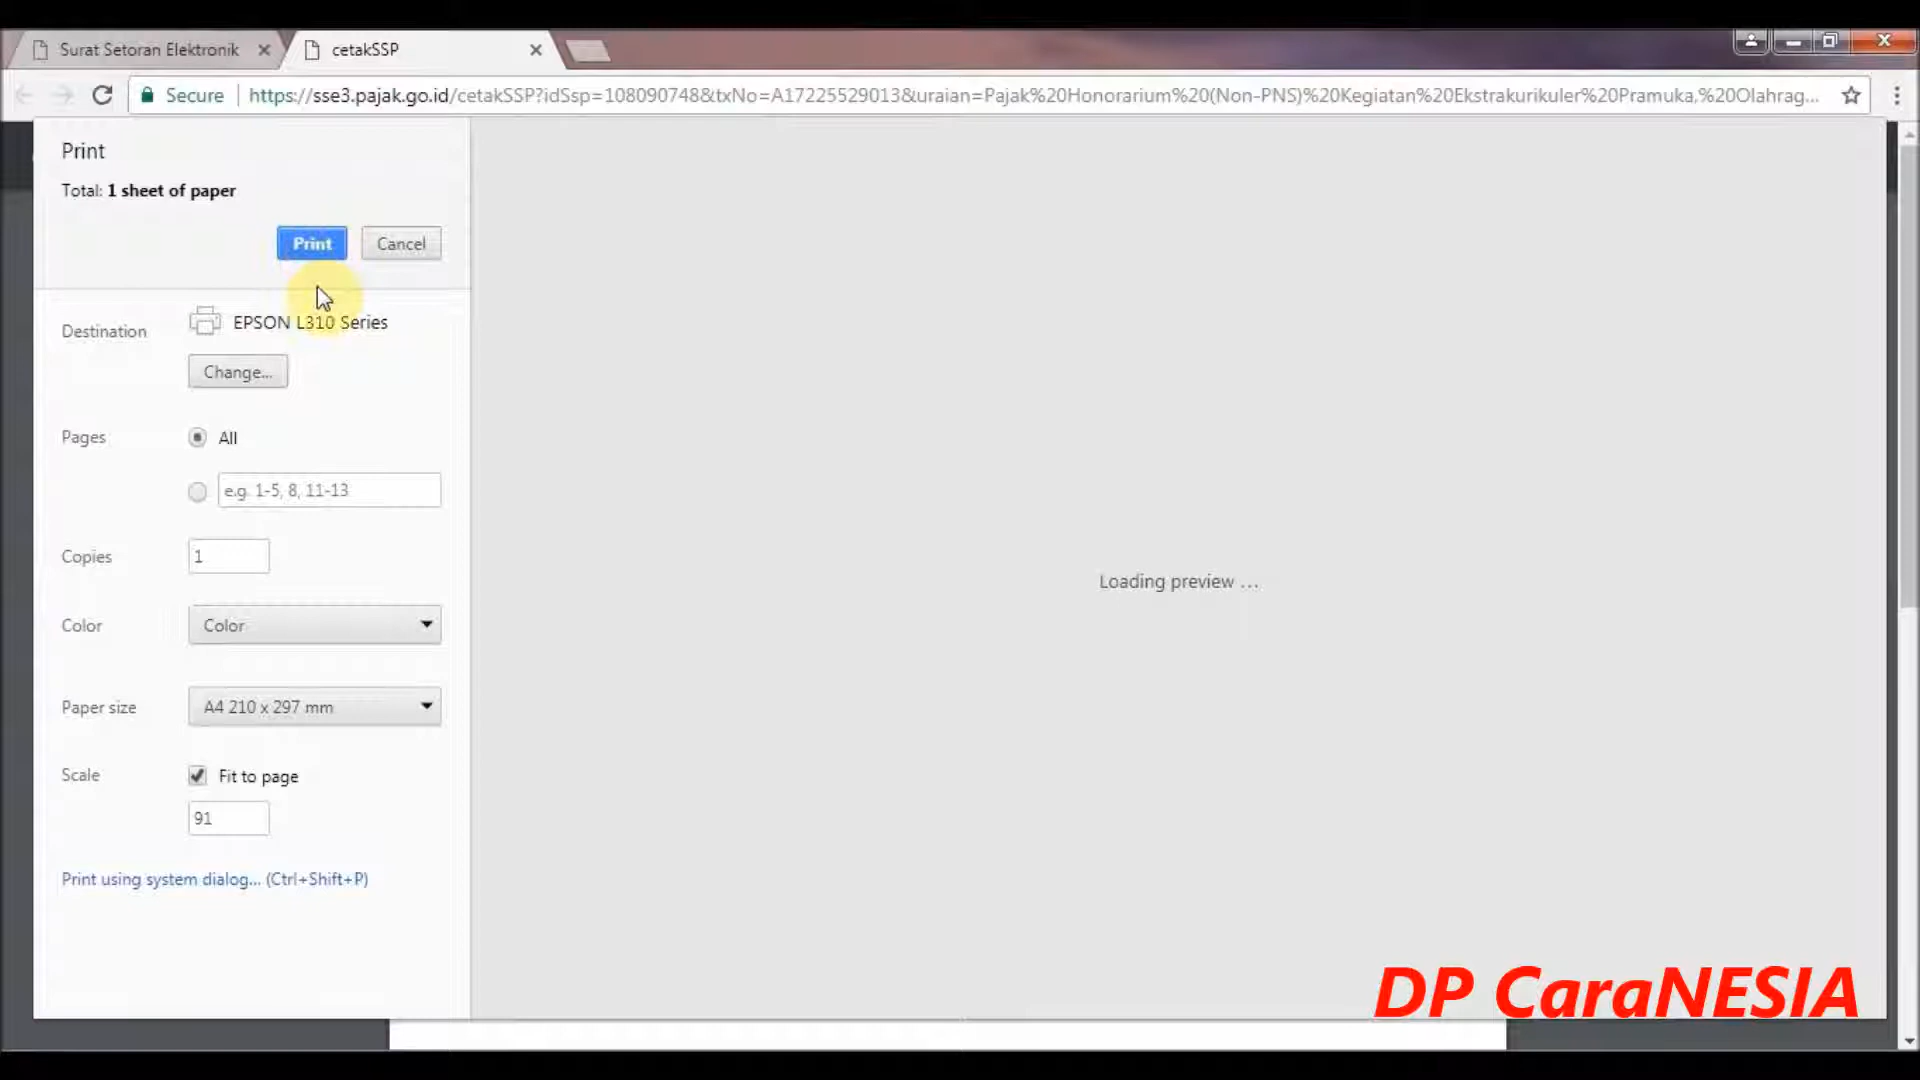 Surat Setoran Elektronik
cetakSSP
Secure
https://sse3.pajak.go.id/cetakSSP?idSsp=108090748&txNo=A17225529013&uraian=Pajak%20Honorarium%20(Non-PNS)%20Kegiatan%20Ekstrakurikuler%20Pramuka,%20Olahrag...
Print
Total: 1 sheet of paper
Print
Cancel
Destination
EPSON L310 Series
Change...
Pages
All
e.g. 1-5, 8, 11-13
Copies
1
Color
Color
Paper size
A4 210 x 297 mm
Scale
Fit to page
91
Print using system dialog... (Ctrl+Shift+P)
Loading preview ...
DP CaraNESIA